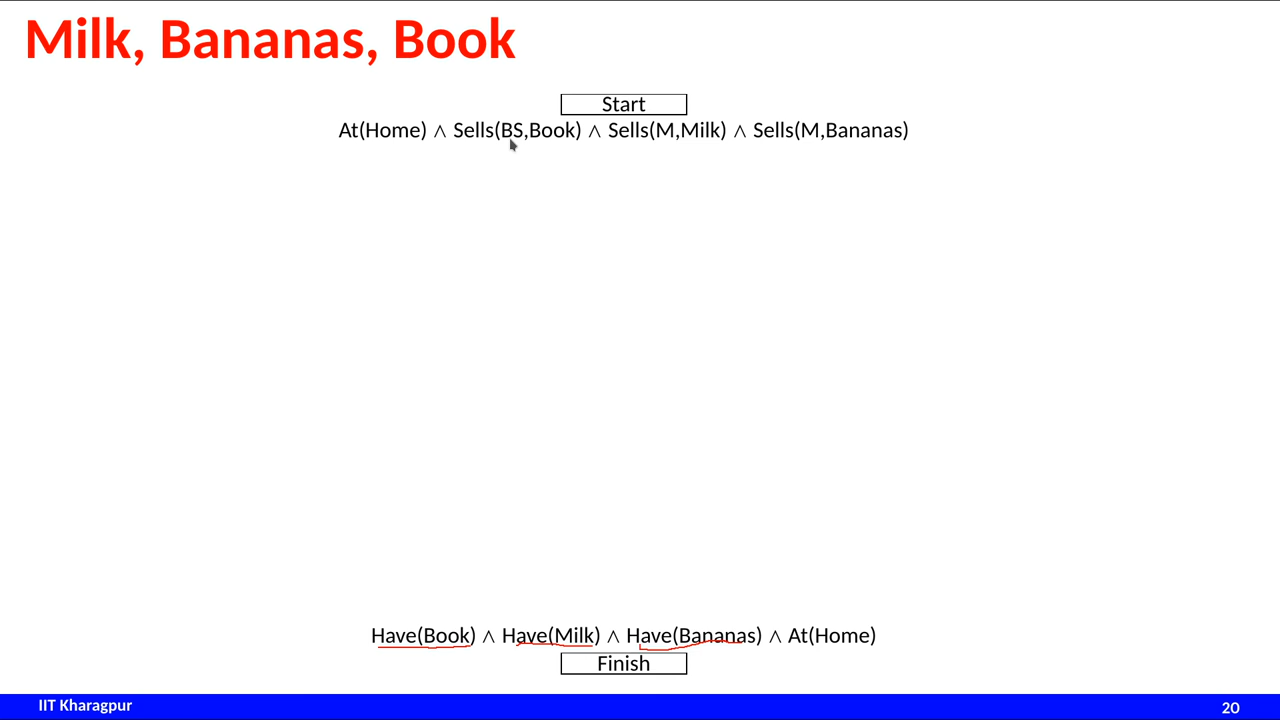 Milk, Bananas, Book
Start
At(Home) ∧ Sells(BS,Book) ∧ Sells(M,Milk) ∧ Sells(M,Bananas)
Have(Book) ∧ Have(Milk) ∧ Have(Bananas) ∧ At(Home)
Finish
IIT Kharagpur 20